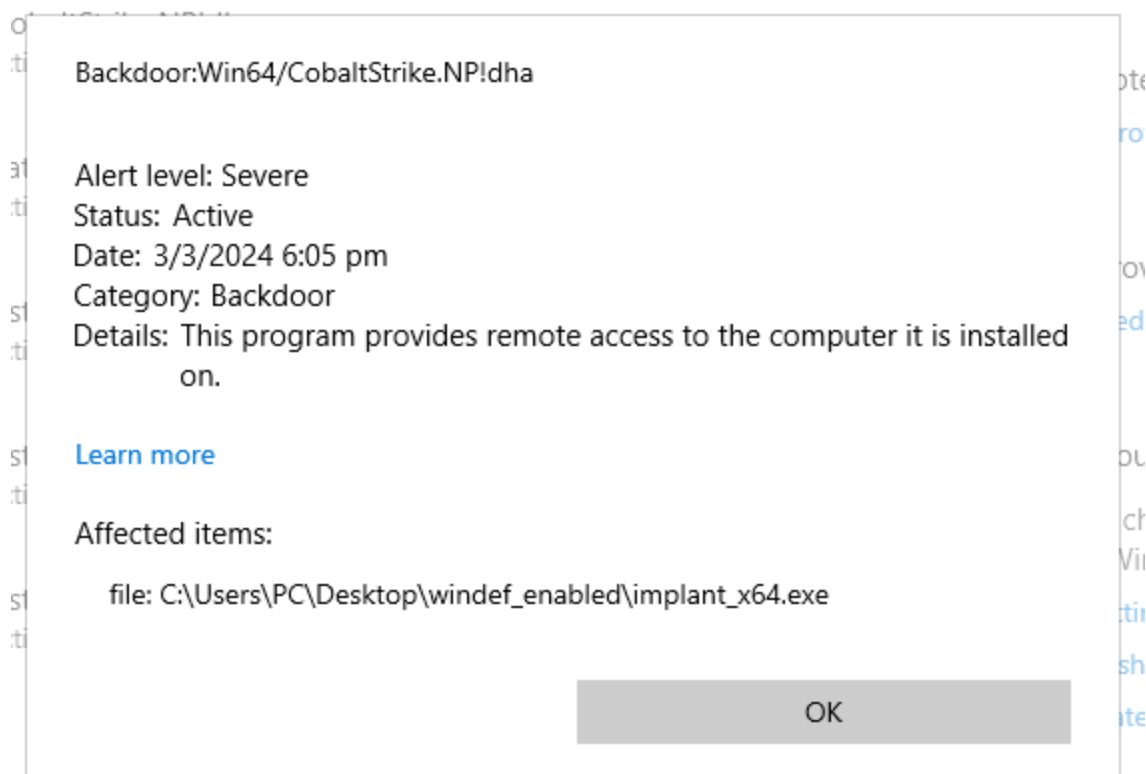 Backdoor:Win64/CobaltStrike.NP!dha
Alert level: Severe
Status: Active
Date: 3/3/2024 6:05 pm
Category: Backdoor
Details: This program provides remote access to the computer it is installed
on.
Learn more
Affected items:
file: C:\Users\PC\Desktop\windef_enabled\implant_x64.exe
OK